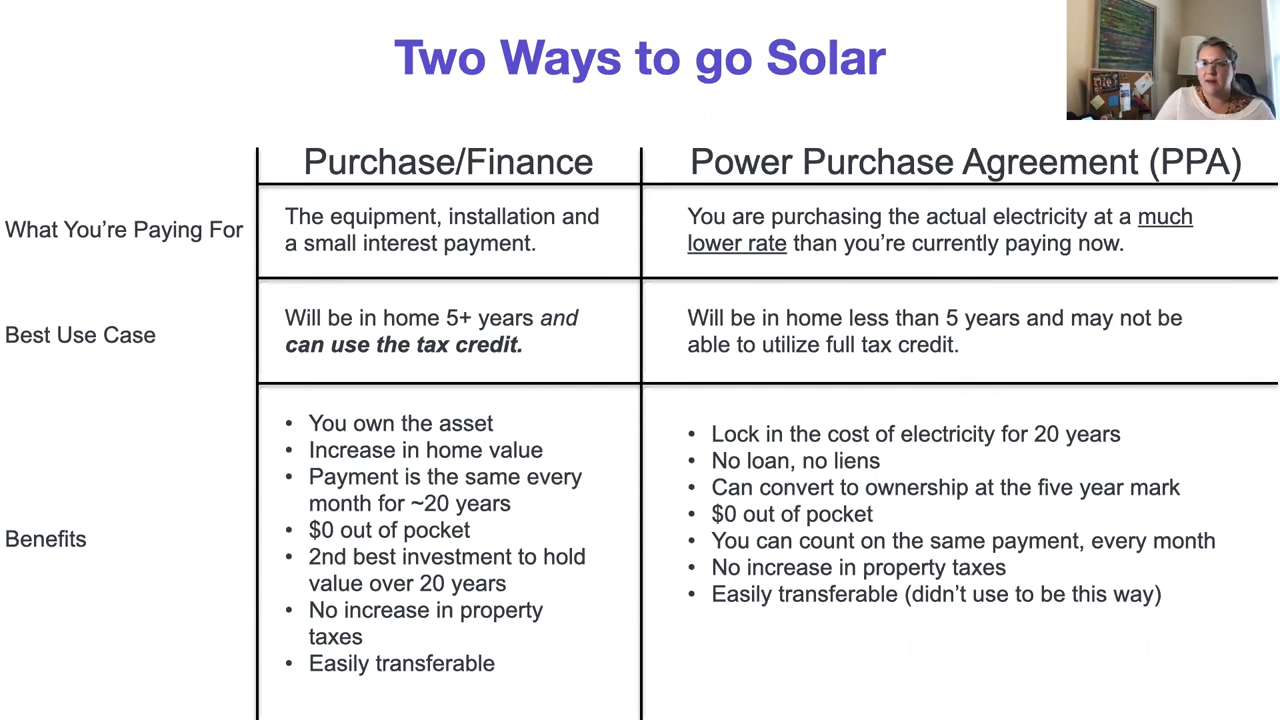 Two Ways to go Solar
Purchase/Finance
Power Purchase Agreement (PPA)
What You’re Paying For
The equipment, installation and
a small interest payment.
You are purchasing the actual electricity at a much
lower rate than you’re currently paying now.
Best Use Case
Will be in home 5+ years and
can use the tax credit.
Will be in home less than 5 years and may not be
able to utilize full tax credit.
Benefits
• You own the asset
• Increase in home value
• Payment is the same every
month for ~20 years
• $0 out of pocket
• 2nd best investment to hold
value over 20 years
• No increase in property
taxes
• Easily transferable
• Lock in the cost of electricity for 20 years
• No loan, no liens
• Can convert to ownership at the five year mark
• $0 out of pocket
• You can count on the same payment, every month
• No increase in property taxes
• Easily transferable (didn’t use to be this way)